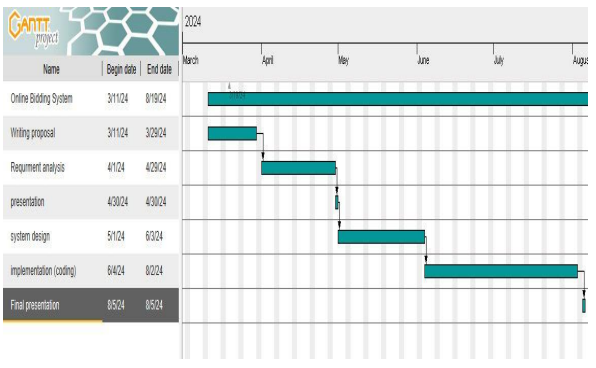 GANTT
project
2024
March April May June July Augus
Name Begin date End date
Online Bidding System 3/11/24 8/19/24
Writing proposal 3/11/24 3/29/24
Requrment analysis 4/1/24 4/29/24
presentation 4/30/24 4/30/24
system design 5/1/24 6/3/24
implementation (coding) 6/4/24 8/2/24
Final presentation 8/5/24 8/5/24